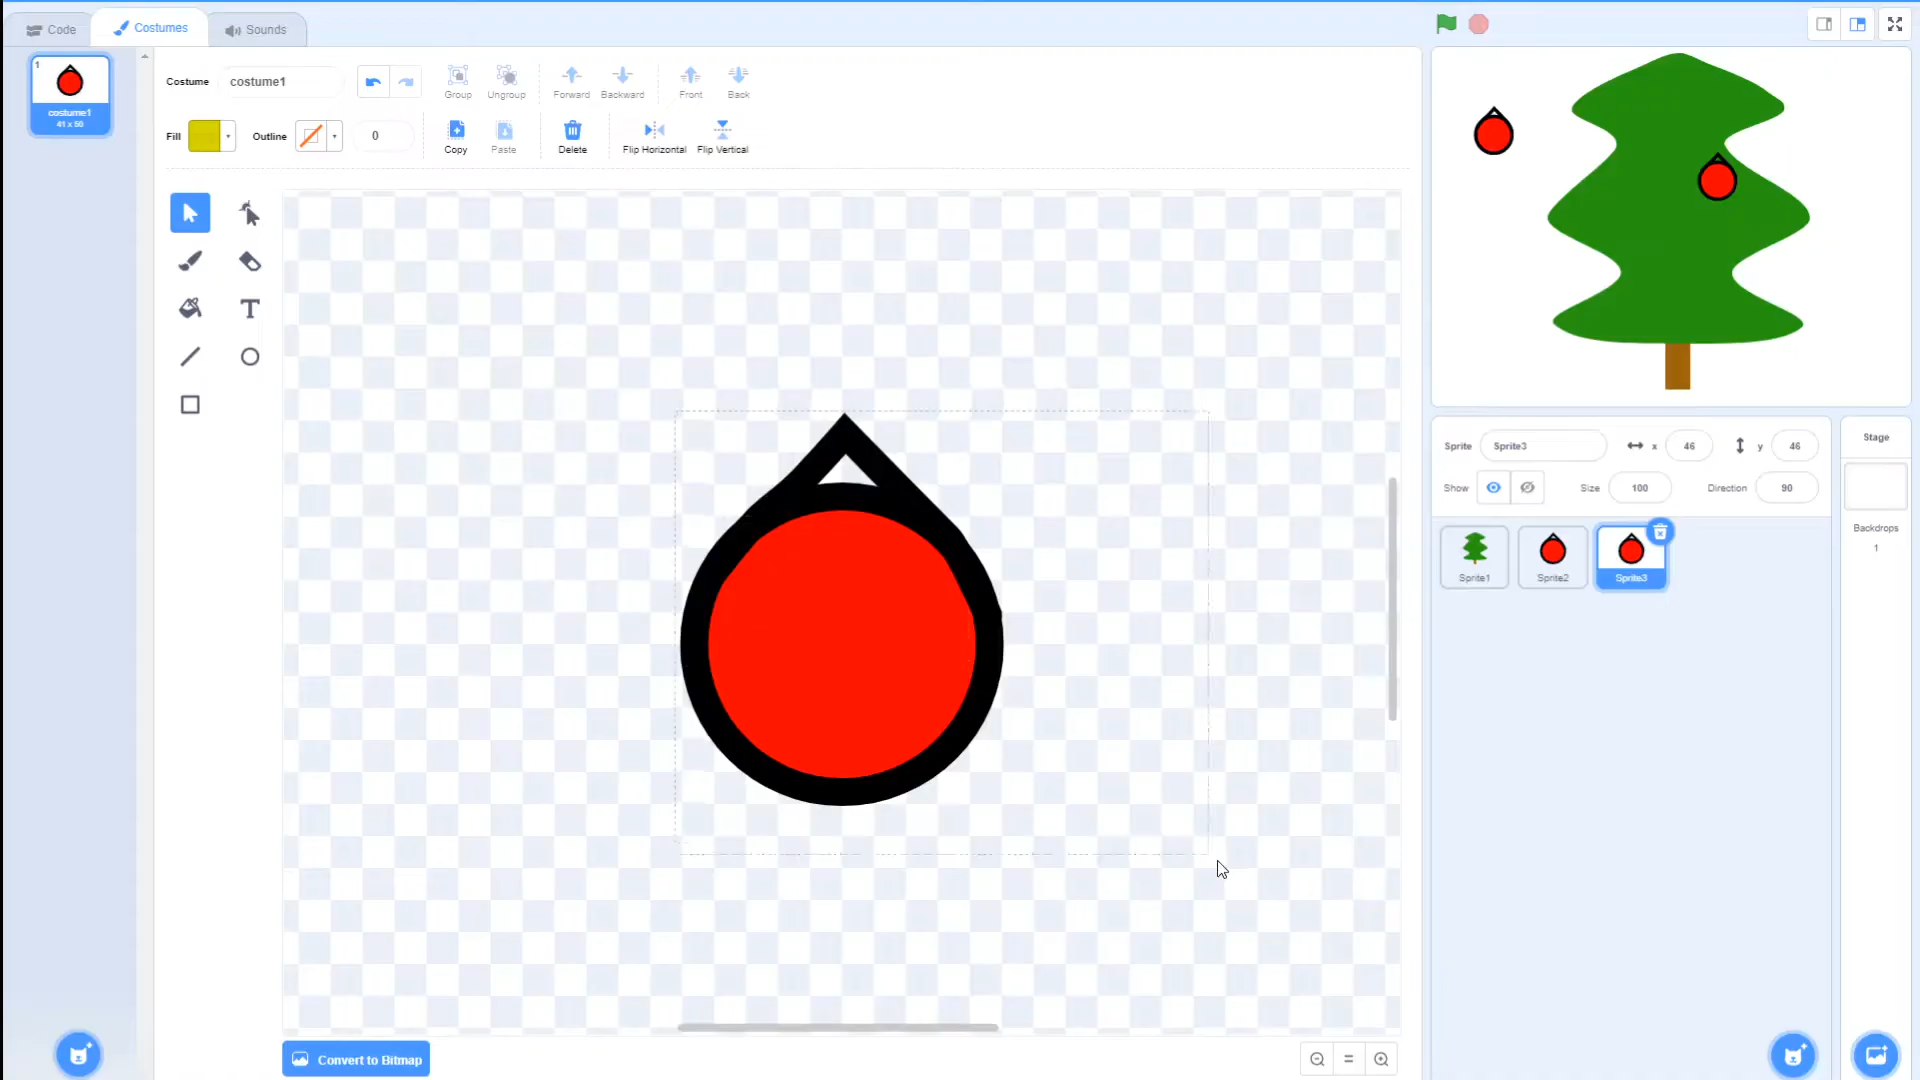 Code
Costumes
Sounds
1
costume1
41 x 50
Costume
costume1
Group
Ungroup
Forward
Backward
Front
Back
Fill
Outline
0
Copy
Paste
Delete
Flip Horizontal
Flip Vertical
T
Convert to Bitmap
Sprite
Sprite3
x
46
y
46
Show
Size
100
Direction
90
Sprite1
Sprite2
Sprite3
Stage
Backdrops
1